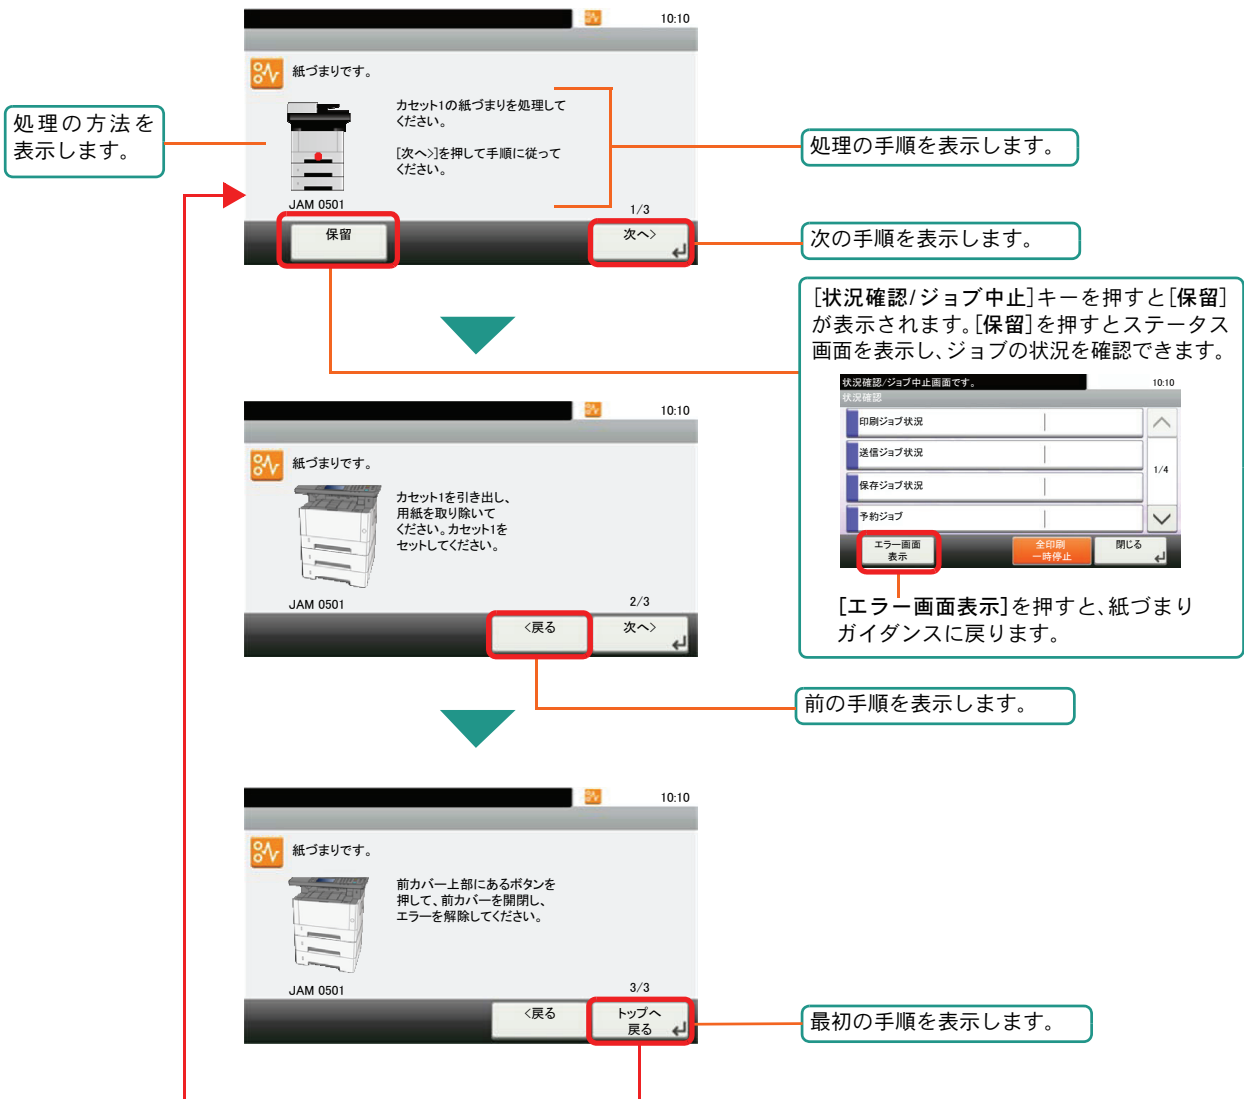 10:10
紙づまりです。
処理の方法を
表示します。
カセット1の紙づまりを処理して
ください。
[次へ>]を押して手順に従って
ください。
処理の手順を表示します。
JAM 0501
1/3
保留
次へ>
次の手順を表示します。
[状況確認/ジョブ中止]キーを押すと[保留]
が表示されます。[保留]を押すとステータス
画面を表示し、ジョブの状況を確認できます。
状況確認/ジョブ中止画面です。
10:10
状況確認
印刷ジョブ状況
送信ジョブ状況
1/4
保存ジョブ状況
予約ジョブ
エラー画面
表示
全印刷
一時停止
閉じる
[エラー画面表示]を押すと、紙づまり
ガイダンスに戻ります。
10:10
紙づまりです。
カセット1を引き出し、
用紙を取り除いて
ください。カセット1を
セットしてください。
JAM 0501
2/3
<戻る
次へ>
前の手順を表示します。
10:10
紙づまりです。
前カバー上部にあるボタンを
押して、前カバーを開閉し、
エラーを解除してください。
JAM 0501
3/3
<戻る
トップへ
戻る
最初の手順を表示します。